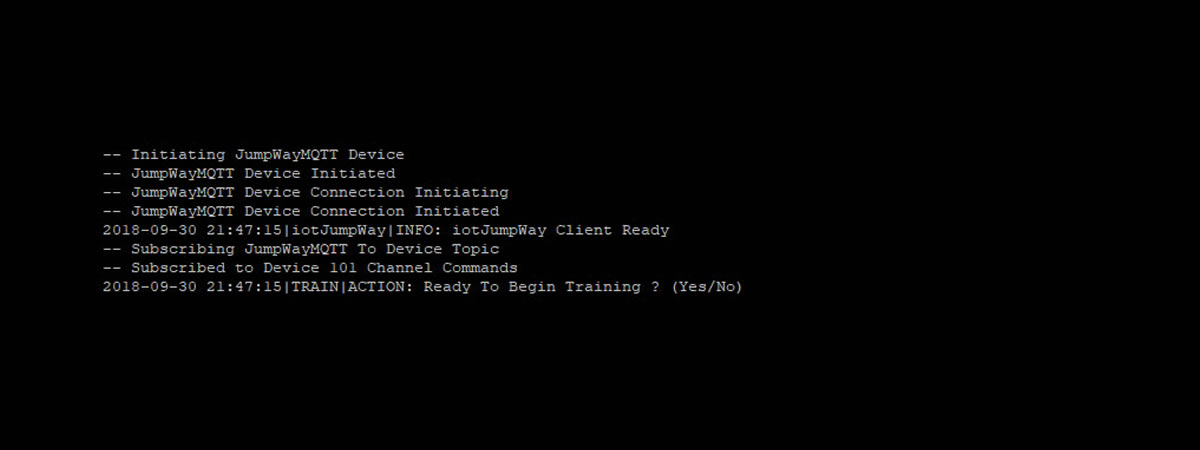 -- Initiating JumpWayMQTT Device
-- JumpWayMQTT Device Initiated
-- JumpWayMQTT Device Connection Initiating
-- JumpWayMQTT Device Connection Initiated
2018-09-30 21:47:15|iotJumpWay|INFO: iotJumpWay Client Ready
-- Subscribing JumpWayMQTT To Device Topic
-- Subscribed to Device 101 Channel Commands
2018-09-30 21:47:15|TRAIN|ACTION: Ready To Begin Training ? (Yes/No)